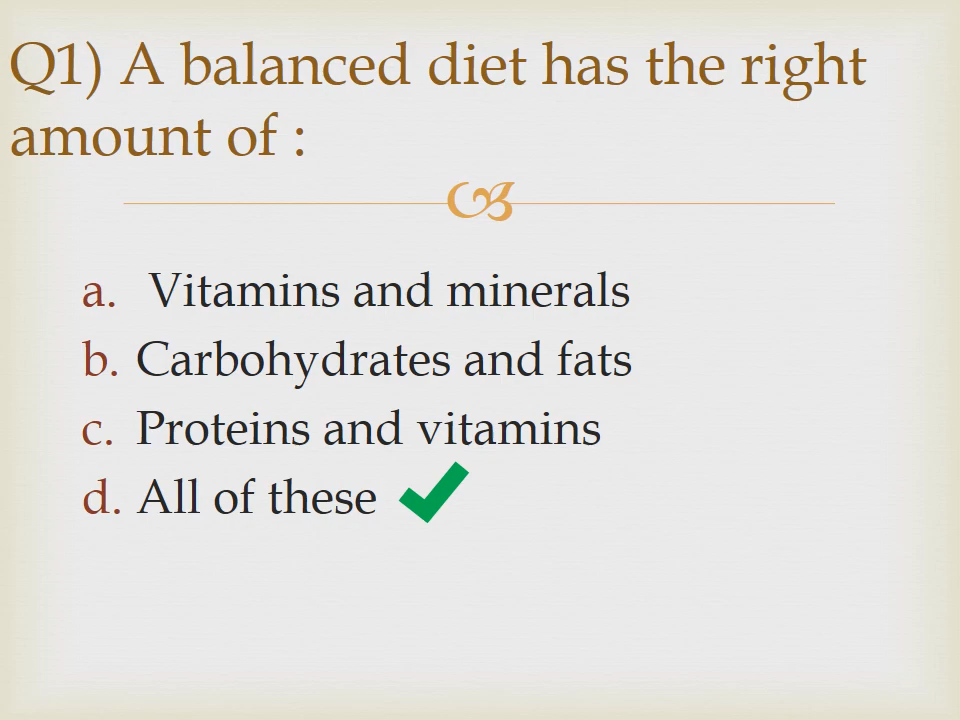 Q1) A balanced diet has the right
amount of :
a. Vitamins and minerals
b. Carbohydrates and fats
c. Proteins and vitamins
d. All of these